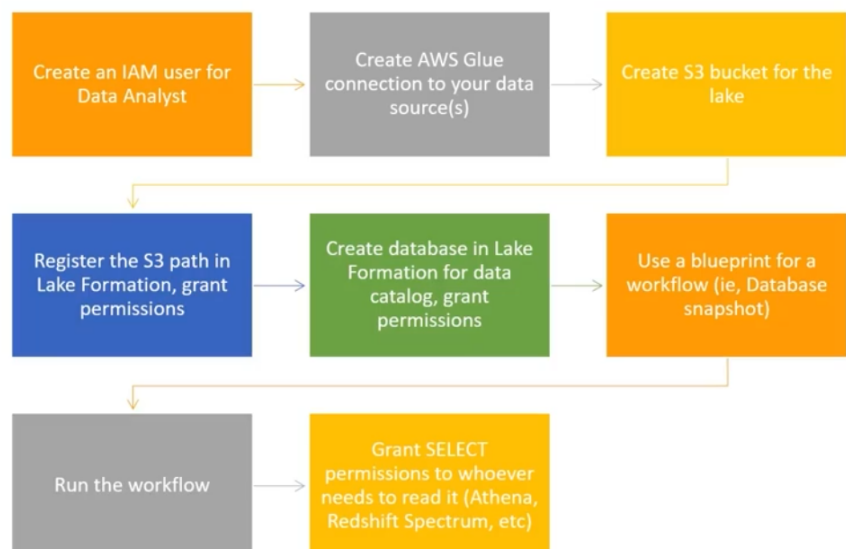 Create an IAM user for
Data Analyst
Create AWS Glue
connection to your data
source(s)
Create S3 bucket for the
lake
Register the S3 path in
Lake Formation, grant
permissions
Create database in Lake
Formation for data
catalog, grant
permissions
Use a blueprint for a
workflow (ie, Database
snapshot)
Run the workflow
Grant SELECT
permissions to whoever
needs to read it (Athena,
Redshift Spectrum, etc)